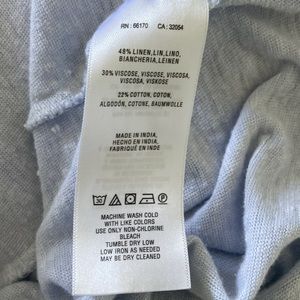 RN : 66170 CA : 32054
48% LINEN,LIN,LINO,
BIANCHERIA,LEINEN
30% VISCOSE, VISCOSE, VISCOSA,
VISCOSA, VISKOSE
22% COTTON, COTON,
ALGODÓN, COTONE, BAUMWOLLE
MADE IN INDIA,
HECHO EN INDIA,
FABRIQUÉ EN INDE
MACHINE WASH COLD
WITH LIKE COLORS
USE ONLY NON-CHLORINE
BLEACH
TUMBLE DRY LOW
LOW IRON AS NEEDED
MAY BE DRY CLEANED